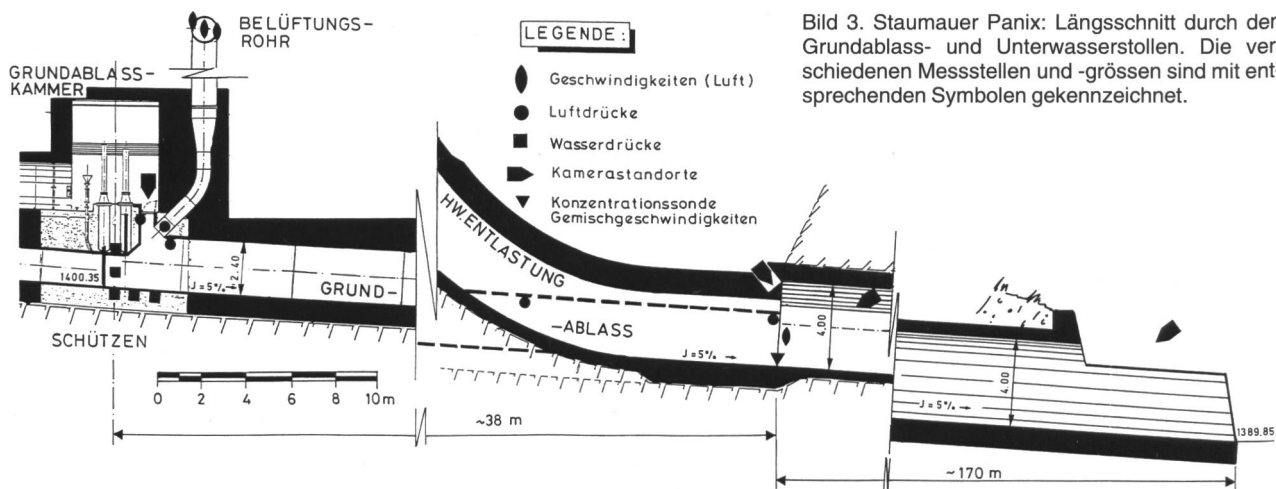 BELÜFTUNGS-
ROHR
GRUNDABLASS-
KAMMER
LEGENDE:
Geschwindigkeiten (Luft)
Luftdrücke
Wasserdrücke
Kamerastandorte
Konzentrationssonde
Gemischgeschwindigkeiten
Bild 3. Staumauer Panix: Längsschnitt durch den
Grundablass- und Unterwasserstollen. Die ver-
schiedenen Messstellen und -grössen sind mit ent-
sprechenden Symbolen gekennzeichnet.
HW.ENTLASTUNG
1400.35
J=5%
2.40
GRUND-
-ABLASS
J=5% →
4.00
4.00
J=5% →
SCHÜTZEN
0 2 4 6 8 10 m
~38 m
1389.85
~170 m